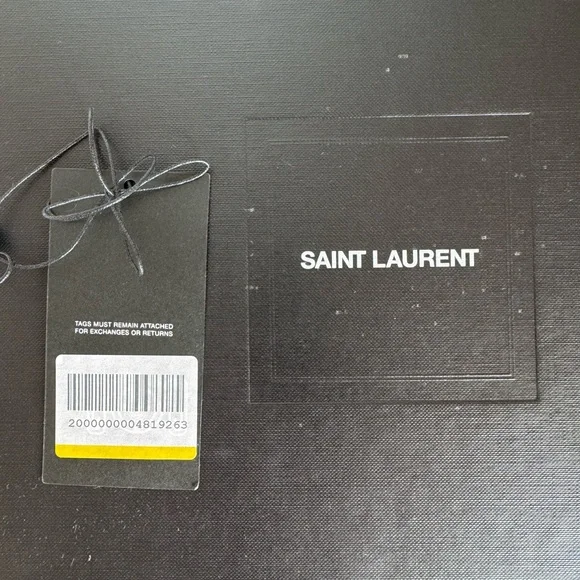 TAGS MUST REMAIN ATTACHED
FOR EXCHANGES OR RETURNS
2000000004819263
SAINT LAURENT